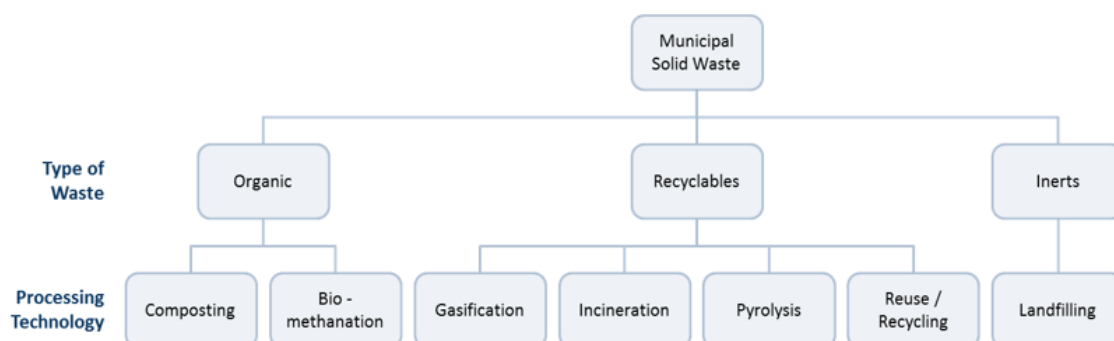 Municipal
Solid Waste
Type of
Waste
Organic
Recyclables
Inerts
Processing
Technology
Composting
Bio -
methanation
Gasification
Incineration
Pyrolysis
Reuse /
Recycling
Landfilling